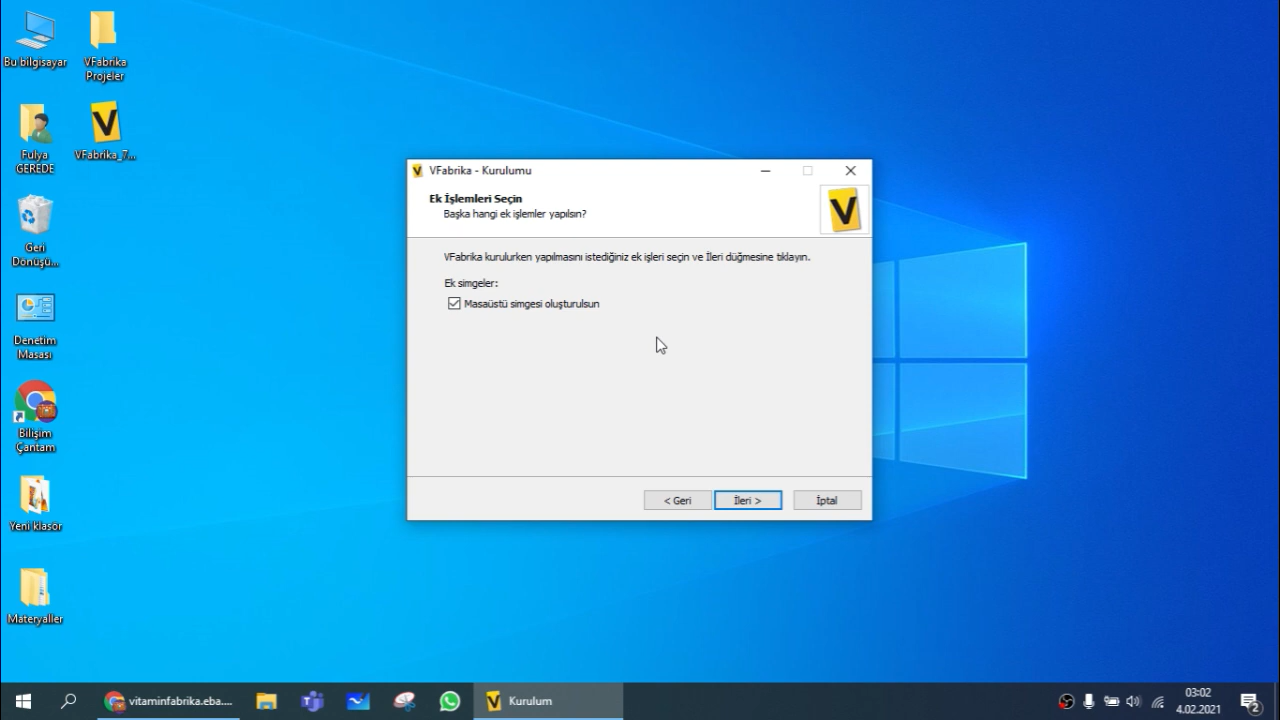 Bu bilgisayar
VFabrika
Projeler
Fulya
GEREDE
VFabrika_7...
Geri
Dönüşü...
Denetim
Masası
Bilişim
Çantam
Yeni klasör
Materyaller
VFabrika - Kurulumu
Ek İşlemleri Seçin
Başka hangi ek işlemler yapılsın?
VFabrika kurulurken yapılmasını istediğiniz ek işleri seçin ve İleri düğmesine tıklayın.
Ek simgeler:
Masaüstü simgesi oluşturulsun
< Geri
İleri >
İptal
vitaminfabrika.eba....
Kurulum
03:02
4.02.2021
2